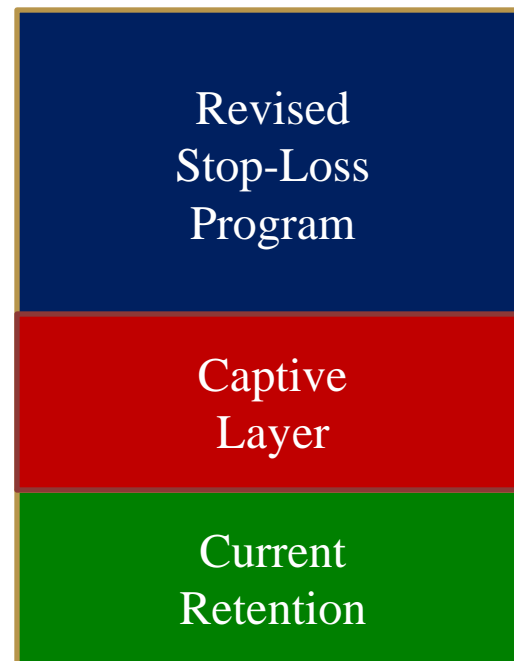 Revised
Stop-Loss
Program
Captive
Layer
Current
Retention